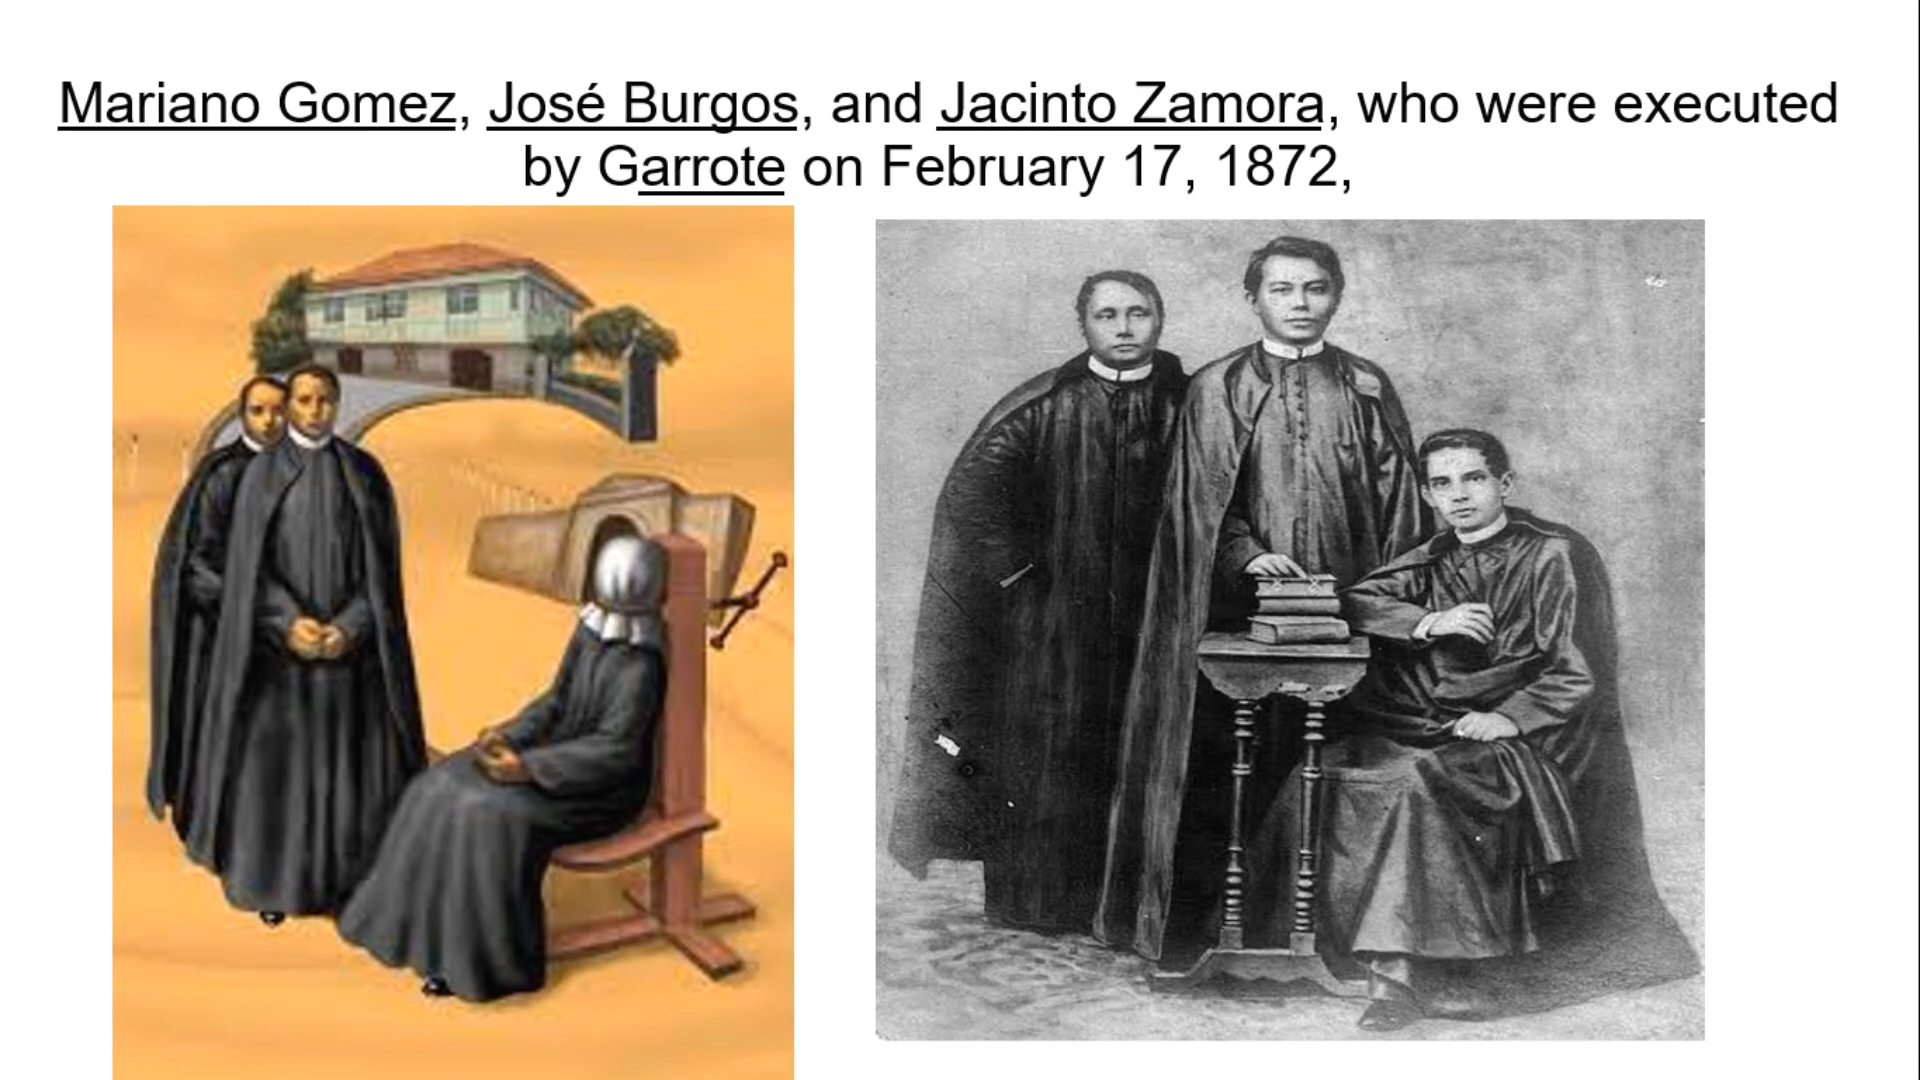 Mariano Gomez, José Burgos, and Jacinto Zamora, who were executed
by Garrote on February 17, 1872,